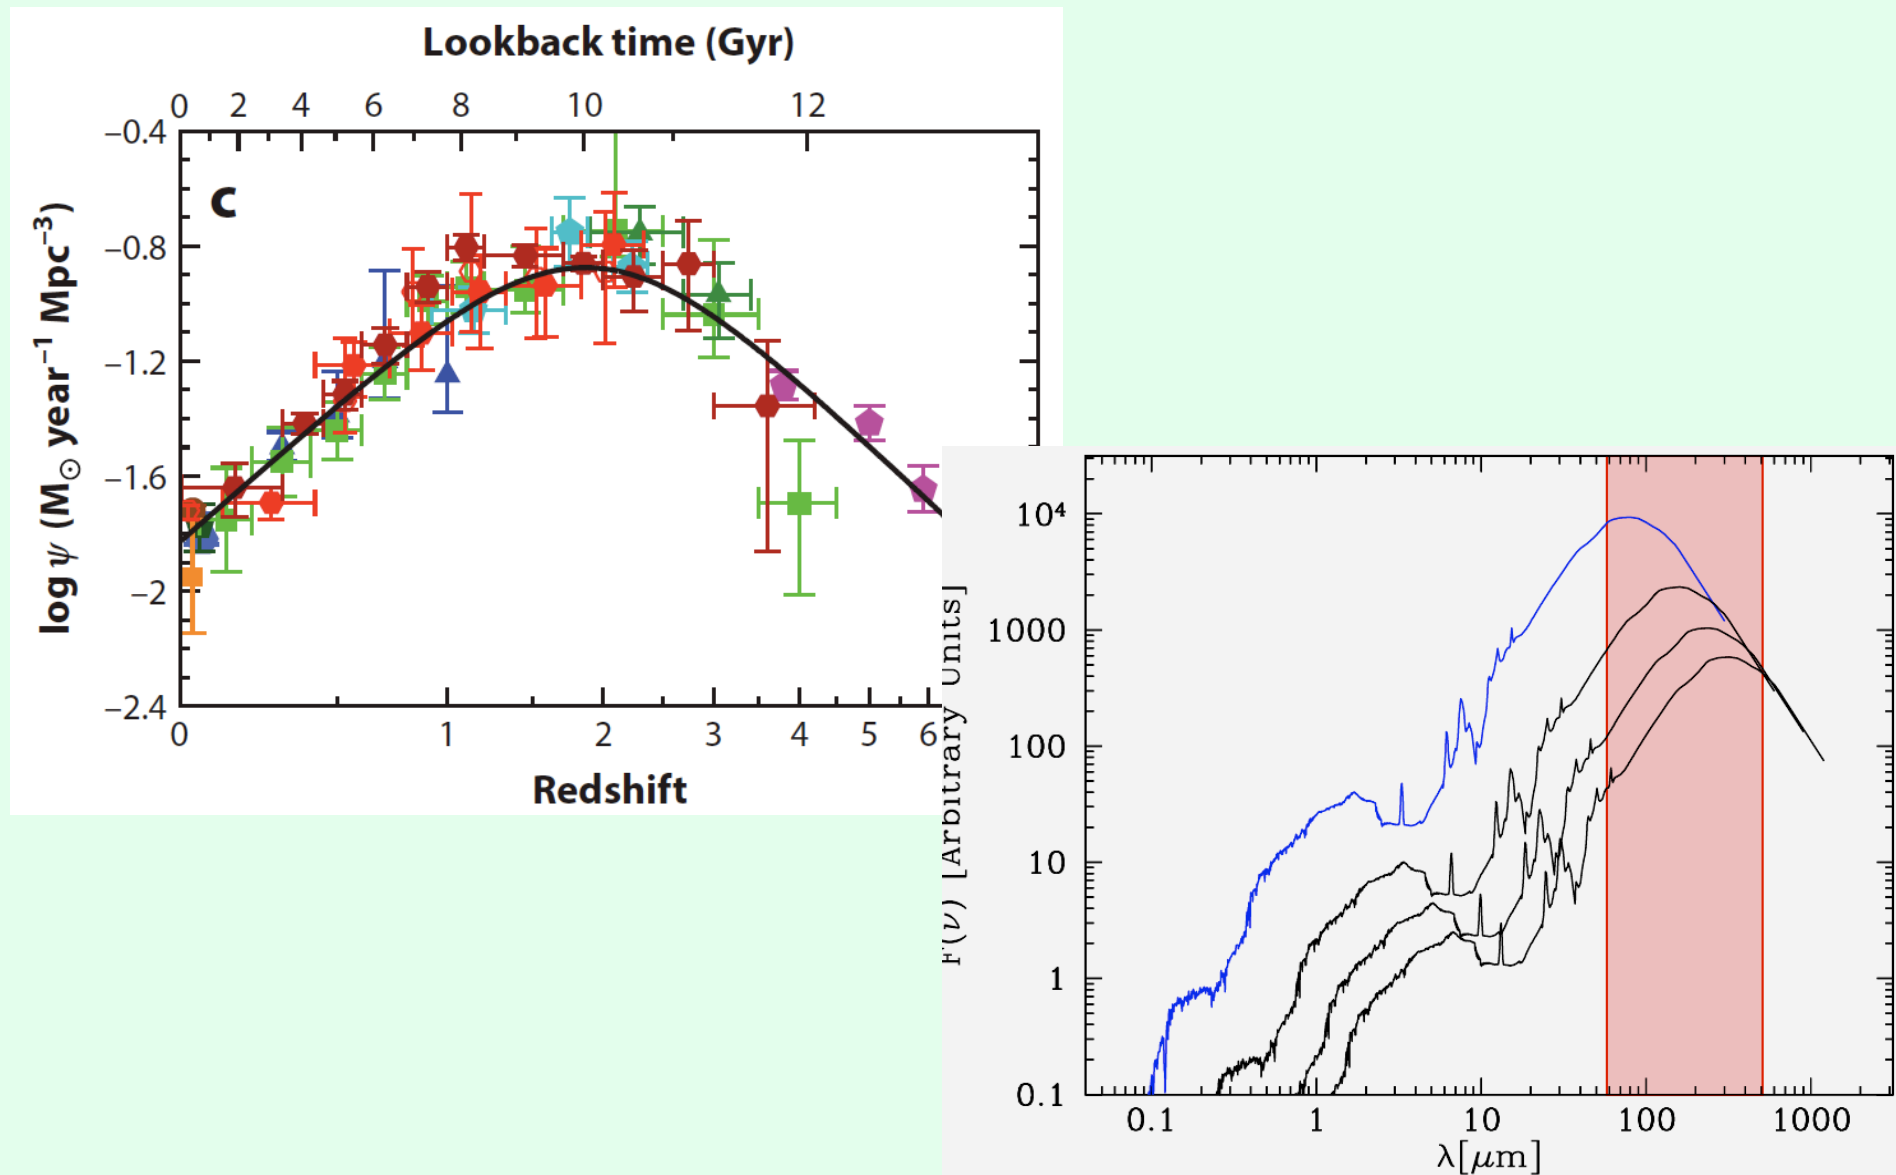 Lookback time (Gyr)
0 2 4 6 8 10 12
−0.4
c
−0.8
−1.2
−1.6
−2
−2.4
log ψ (M⊙ year⁻¹ Mpc⁻³)
0 1 2 3 4 5 6
Redshift
10⁴
1000
100
10
1
0.1
F(ν) [Arbitrary Units]
0.1 1 10 100 1000
λ[μm]